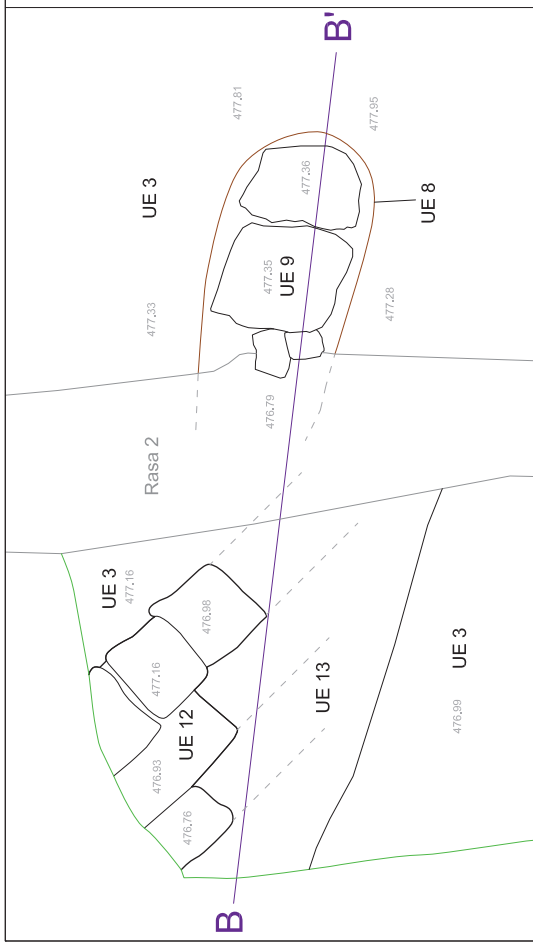 B'
477.81
477.95
UE 3
477.36
UE 8
477.35
UE 9
477.33
477.28
476.79
Rasa 2
UE 3
477.16
476.98
477.16
UE 12
476.93
476.76
UE 13
UE 3
476.99
B